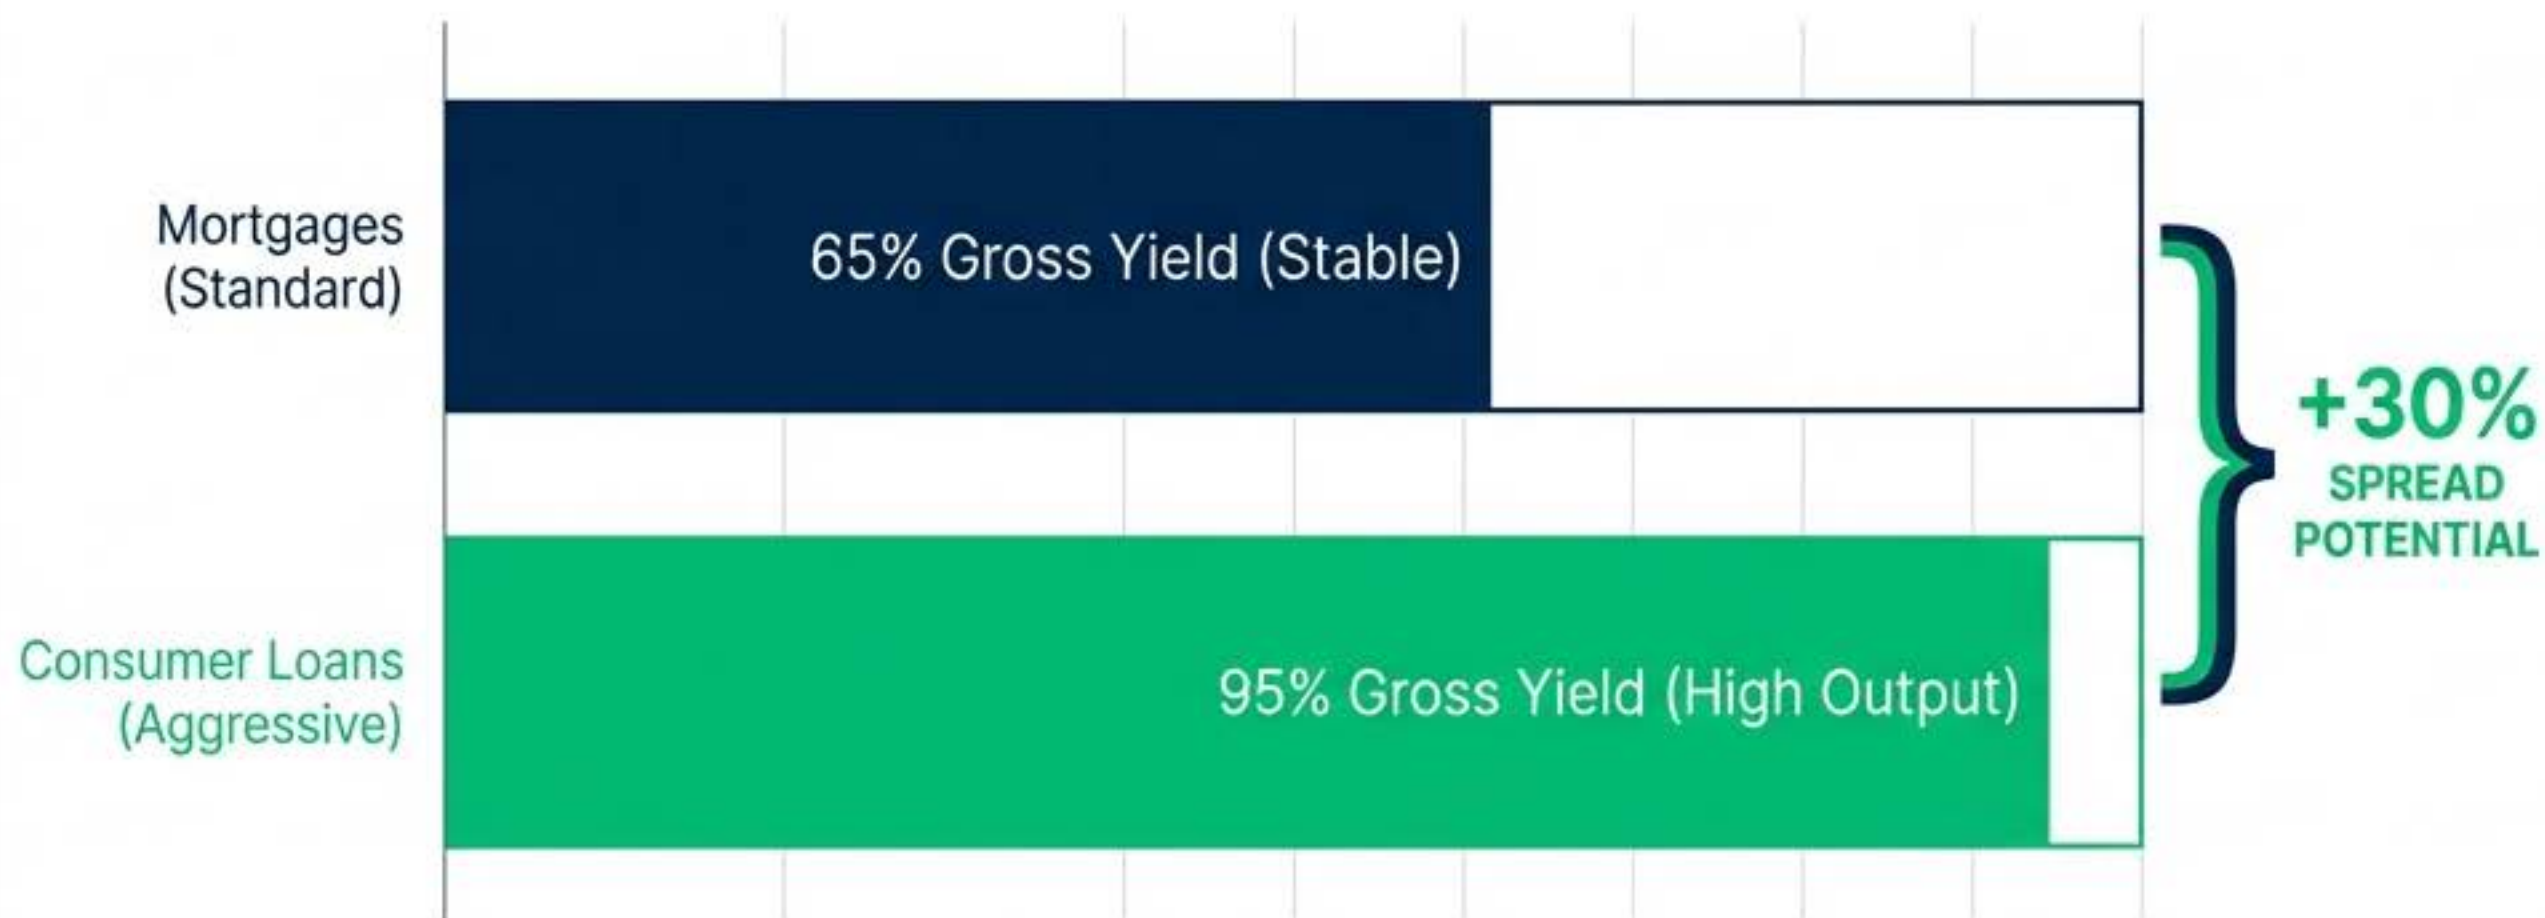 Mortgages
(Standard)
65% Gross Yield (Stable)
+30%
SPREAD
POTENTIAL
Consumer Loans
(Aggressive)
95% Gross Yield (High Output)